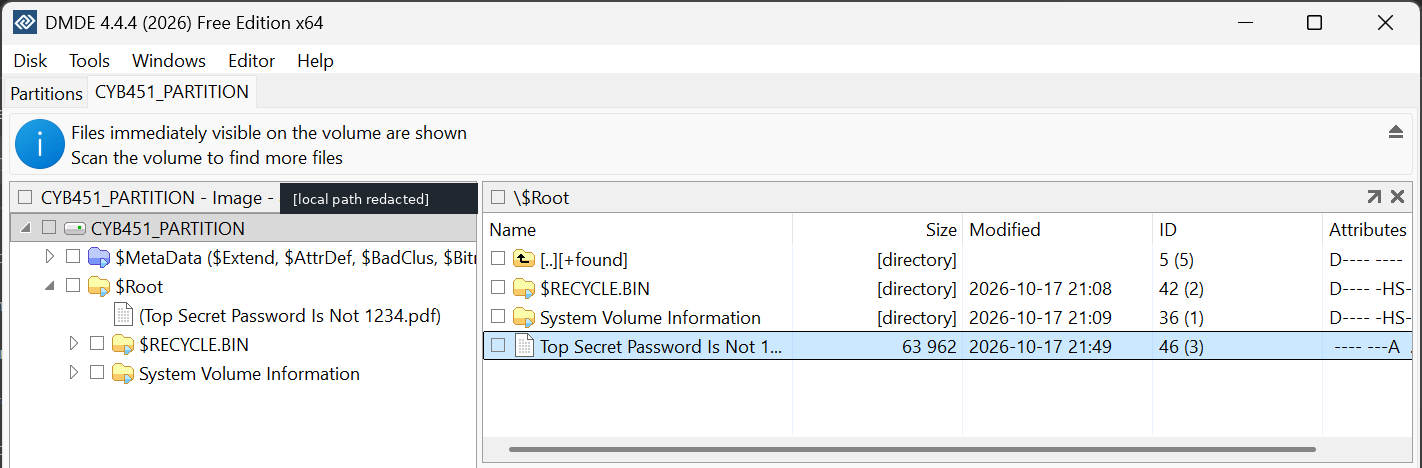 DMDE 4.4.4 (2026) Free Edition x64
Disk Tools Windows Editor Help
Partitions CYB451_PARTITION
Files immediately visible on the volume are shown
Scan the volume to find more files
CYB451_PARTITION - Image - [local path redacted]
CYB451_PARTITION
$MetaData ($Extend, $AttrDef, $BadClus, $Bitr
$Root
(Top Secret Password Is Not 1234.pdf)
$RECYCLE.BIN
System Volume Information
\$Root
Name Size Modified ID Attributes
[..][+found] [directory] 5 (5) D---- ----
$RECYCLE.BIN [directory] 2026-10-17 21:08 42 (2) D---- -HS-
System Volume Information [directory] 2026-10-17 21:09 36 (1) D---- -HS-
Top Secret Password Is Not 1... 63 962 2026-10-17 21:49 46 (3) ---- ---A .